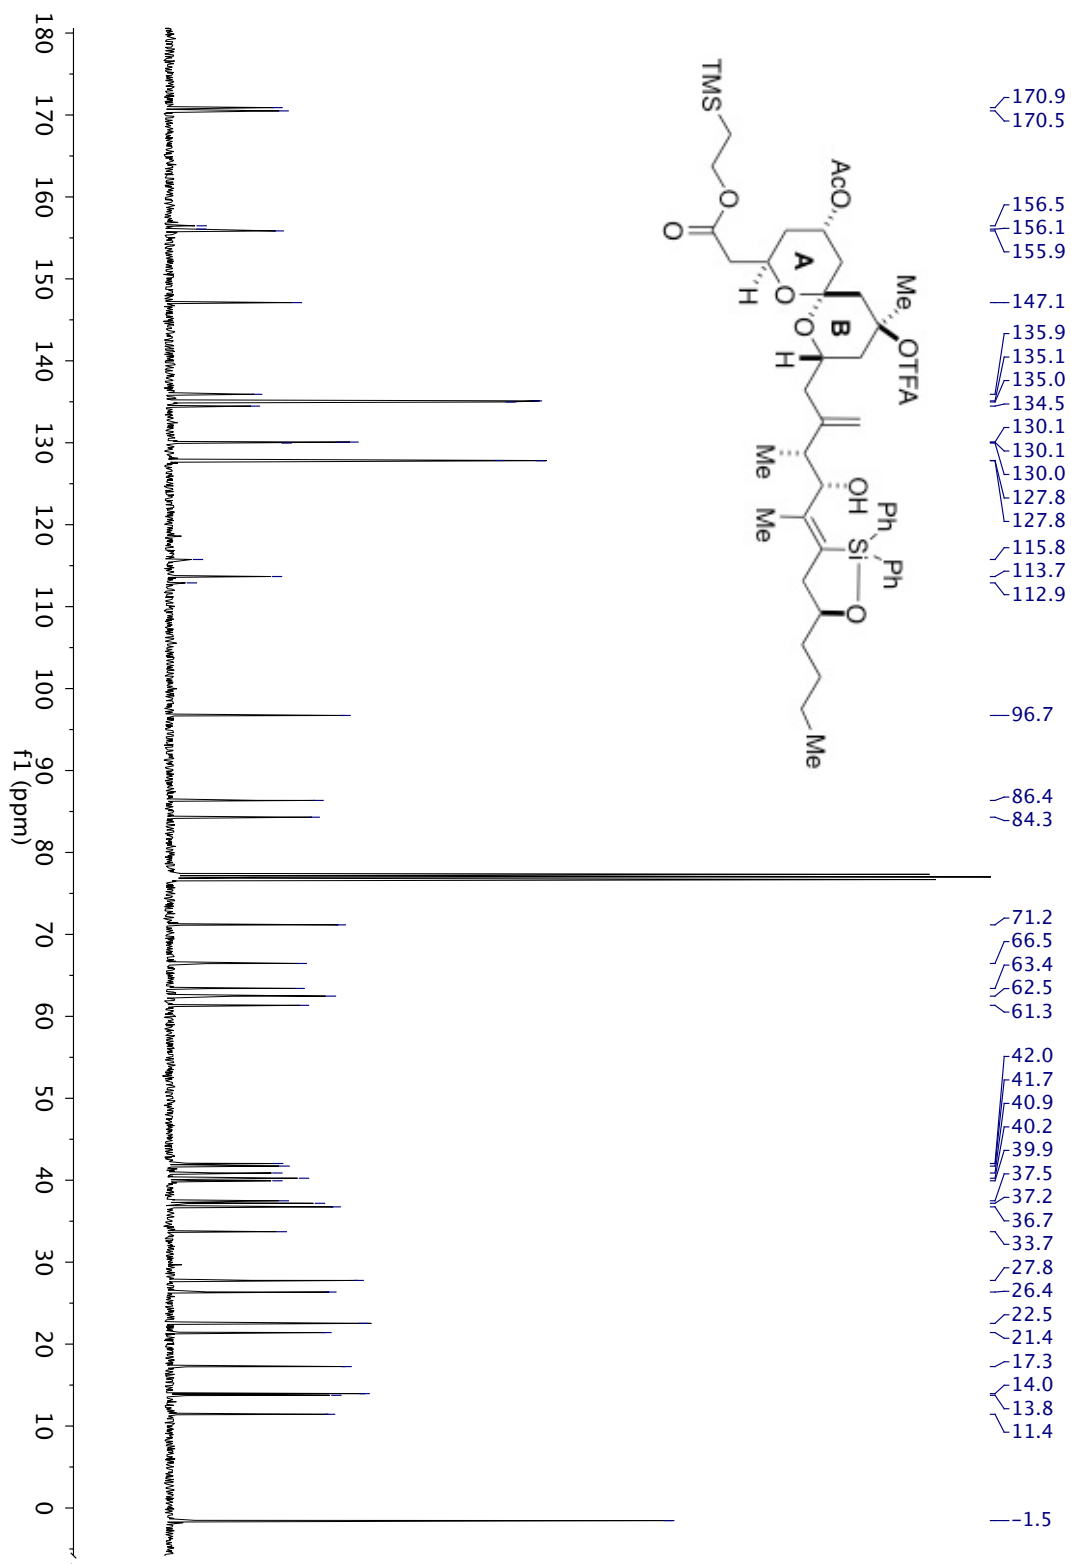 170.9
170.5
156.5
156.1
155.9
147.1
135.9
135.1
135.0
134.5
130.1
130.1
130.0
127.8
127.8
115.8
113.7
112.9
96.7
86.4
84.3
71.2
66.5
63.4
62.5
61.3
42.0
41.7
40.9
40.2
39.9
37.5
37.2
36.7
33.7
27.8
26.4
22.5
21.4
17.3
14.0
13.8
11.4
-1.5
TMS
O
O
AcO
A
O
H
Me
B
O
H
OTFA
Me
OH
Me
Ph
Si
Ph
O
Me
180 170 160 150 140 130 120 110 100 90 80 70 60 50 40 30 20 10 0
f1 (ppm)